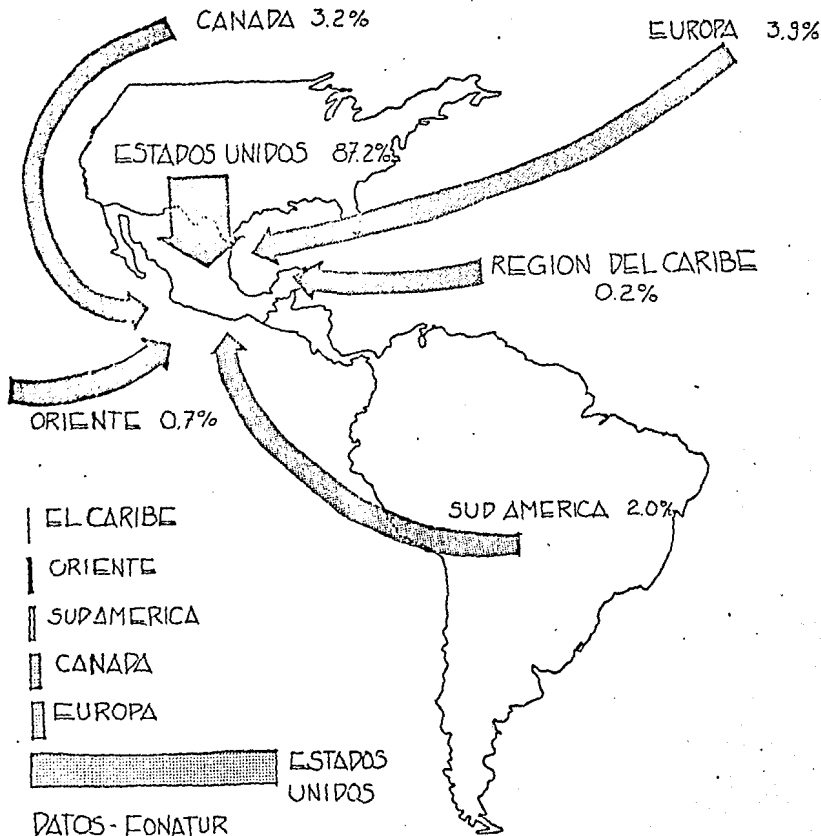 CANADA 3.2%
EUROPA 3.9%
ESTADOS UNIDOS 87.2%
REGION DEL CARIBE
0.2%
ORIENTE 0.7%
SUD AMERICA 2.0%
EL CARIBE
ORIENTE
SUDAMERICA
CANADA
EUROPA
ESTADOS
UNIDOS
DATOS - FONATUR